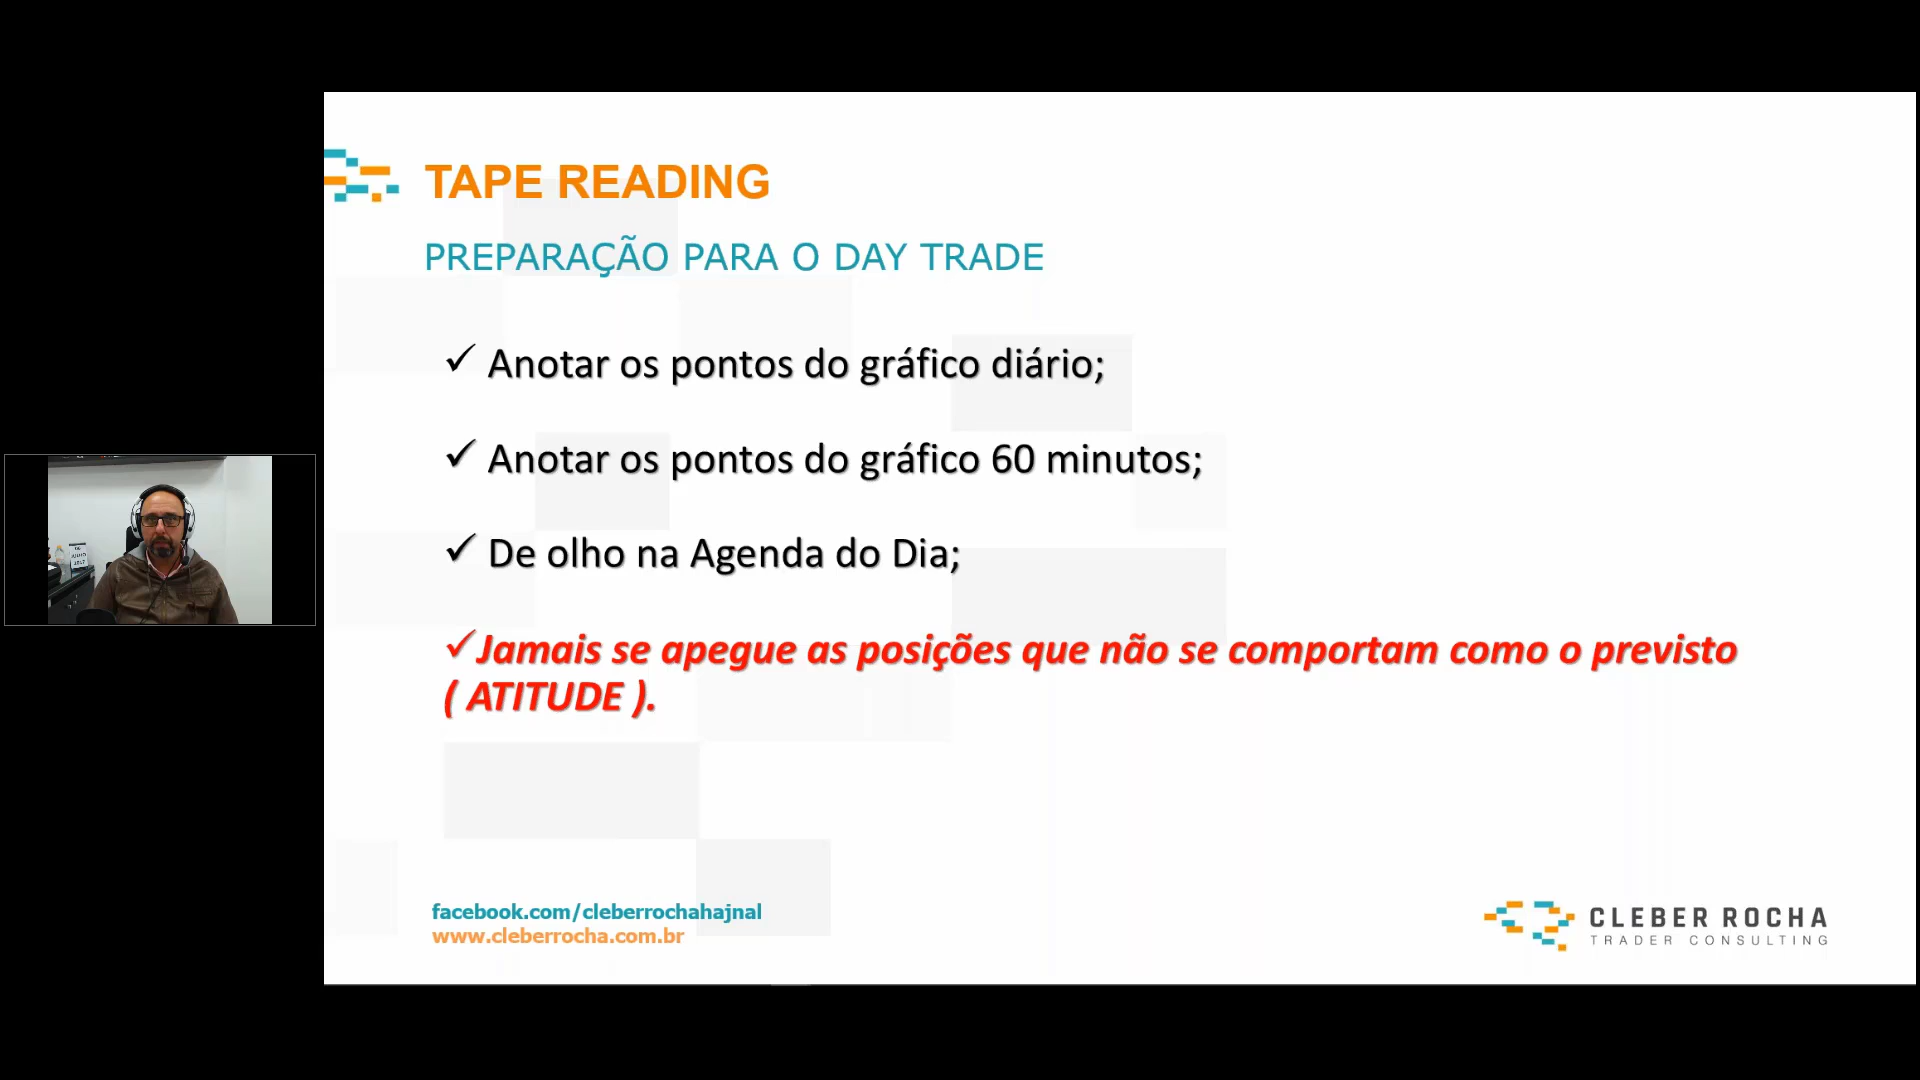 TAPE READING
PREPARAÇÃO PARA O DAY TRADE
✓ Anotar os pontos do gráfico diário;
✓ Anotar os pontos do gráfico 60 minutos;
✓ De olho na Agenda do Dia;
✓Jamais se apegue as posições que não se comportam como o previsto
( ATITUDE ).
facebook.com/cleberrochahajnal
www.cleberrocha.com.br
CLEBER ROCHA
TRADER CONSULTING